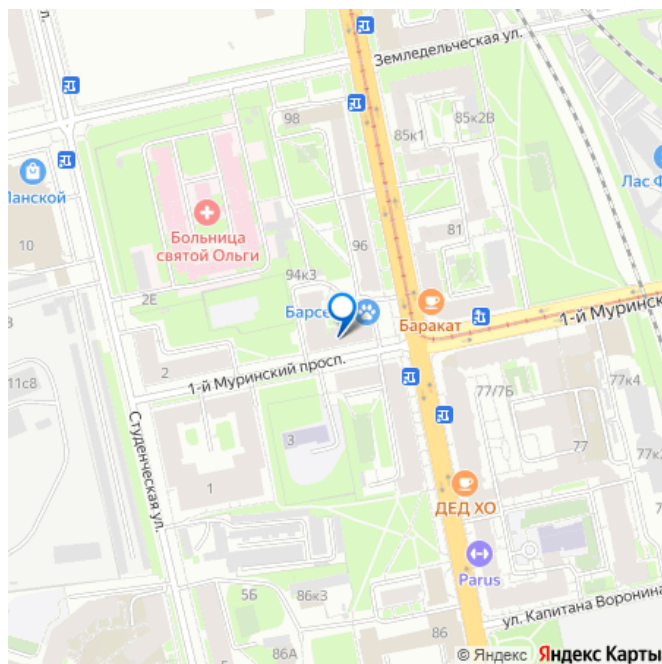 Земледельческая ул.
98
85к1
85к2В
Ланской
Больница
святой Ольги
Лас Ф
10
96
81
94к3
2Е
Барсе
Баракат
1-й Муринск
11с8
2
1-й Муринский просп.
77/7Б
77к4
Студенческая ул.
3
77
77к
1
ДЕД ХО
Parus
5Б
86к3
ул. Капитана Воронина
86
86А
© Яндекс Яндекс Карты